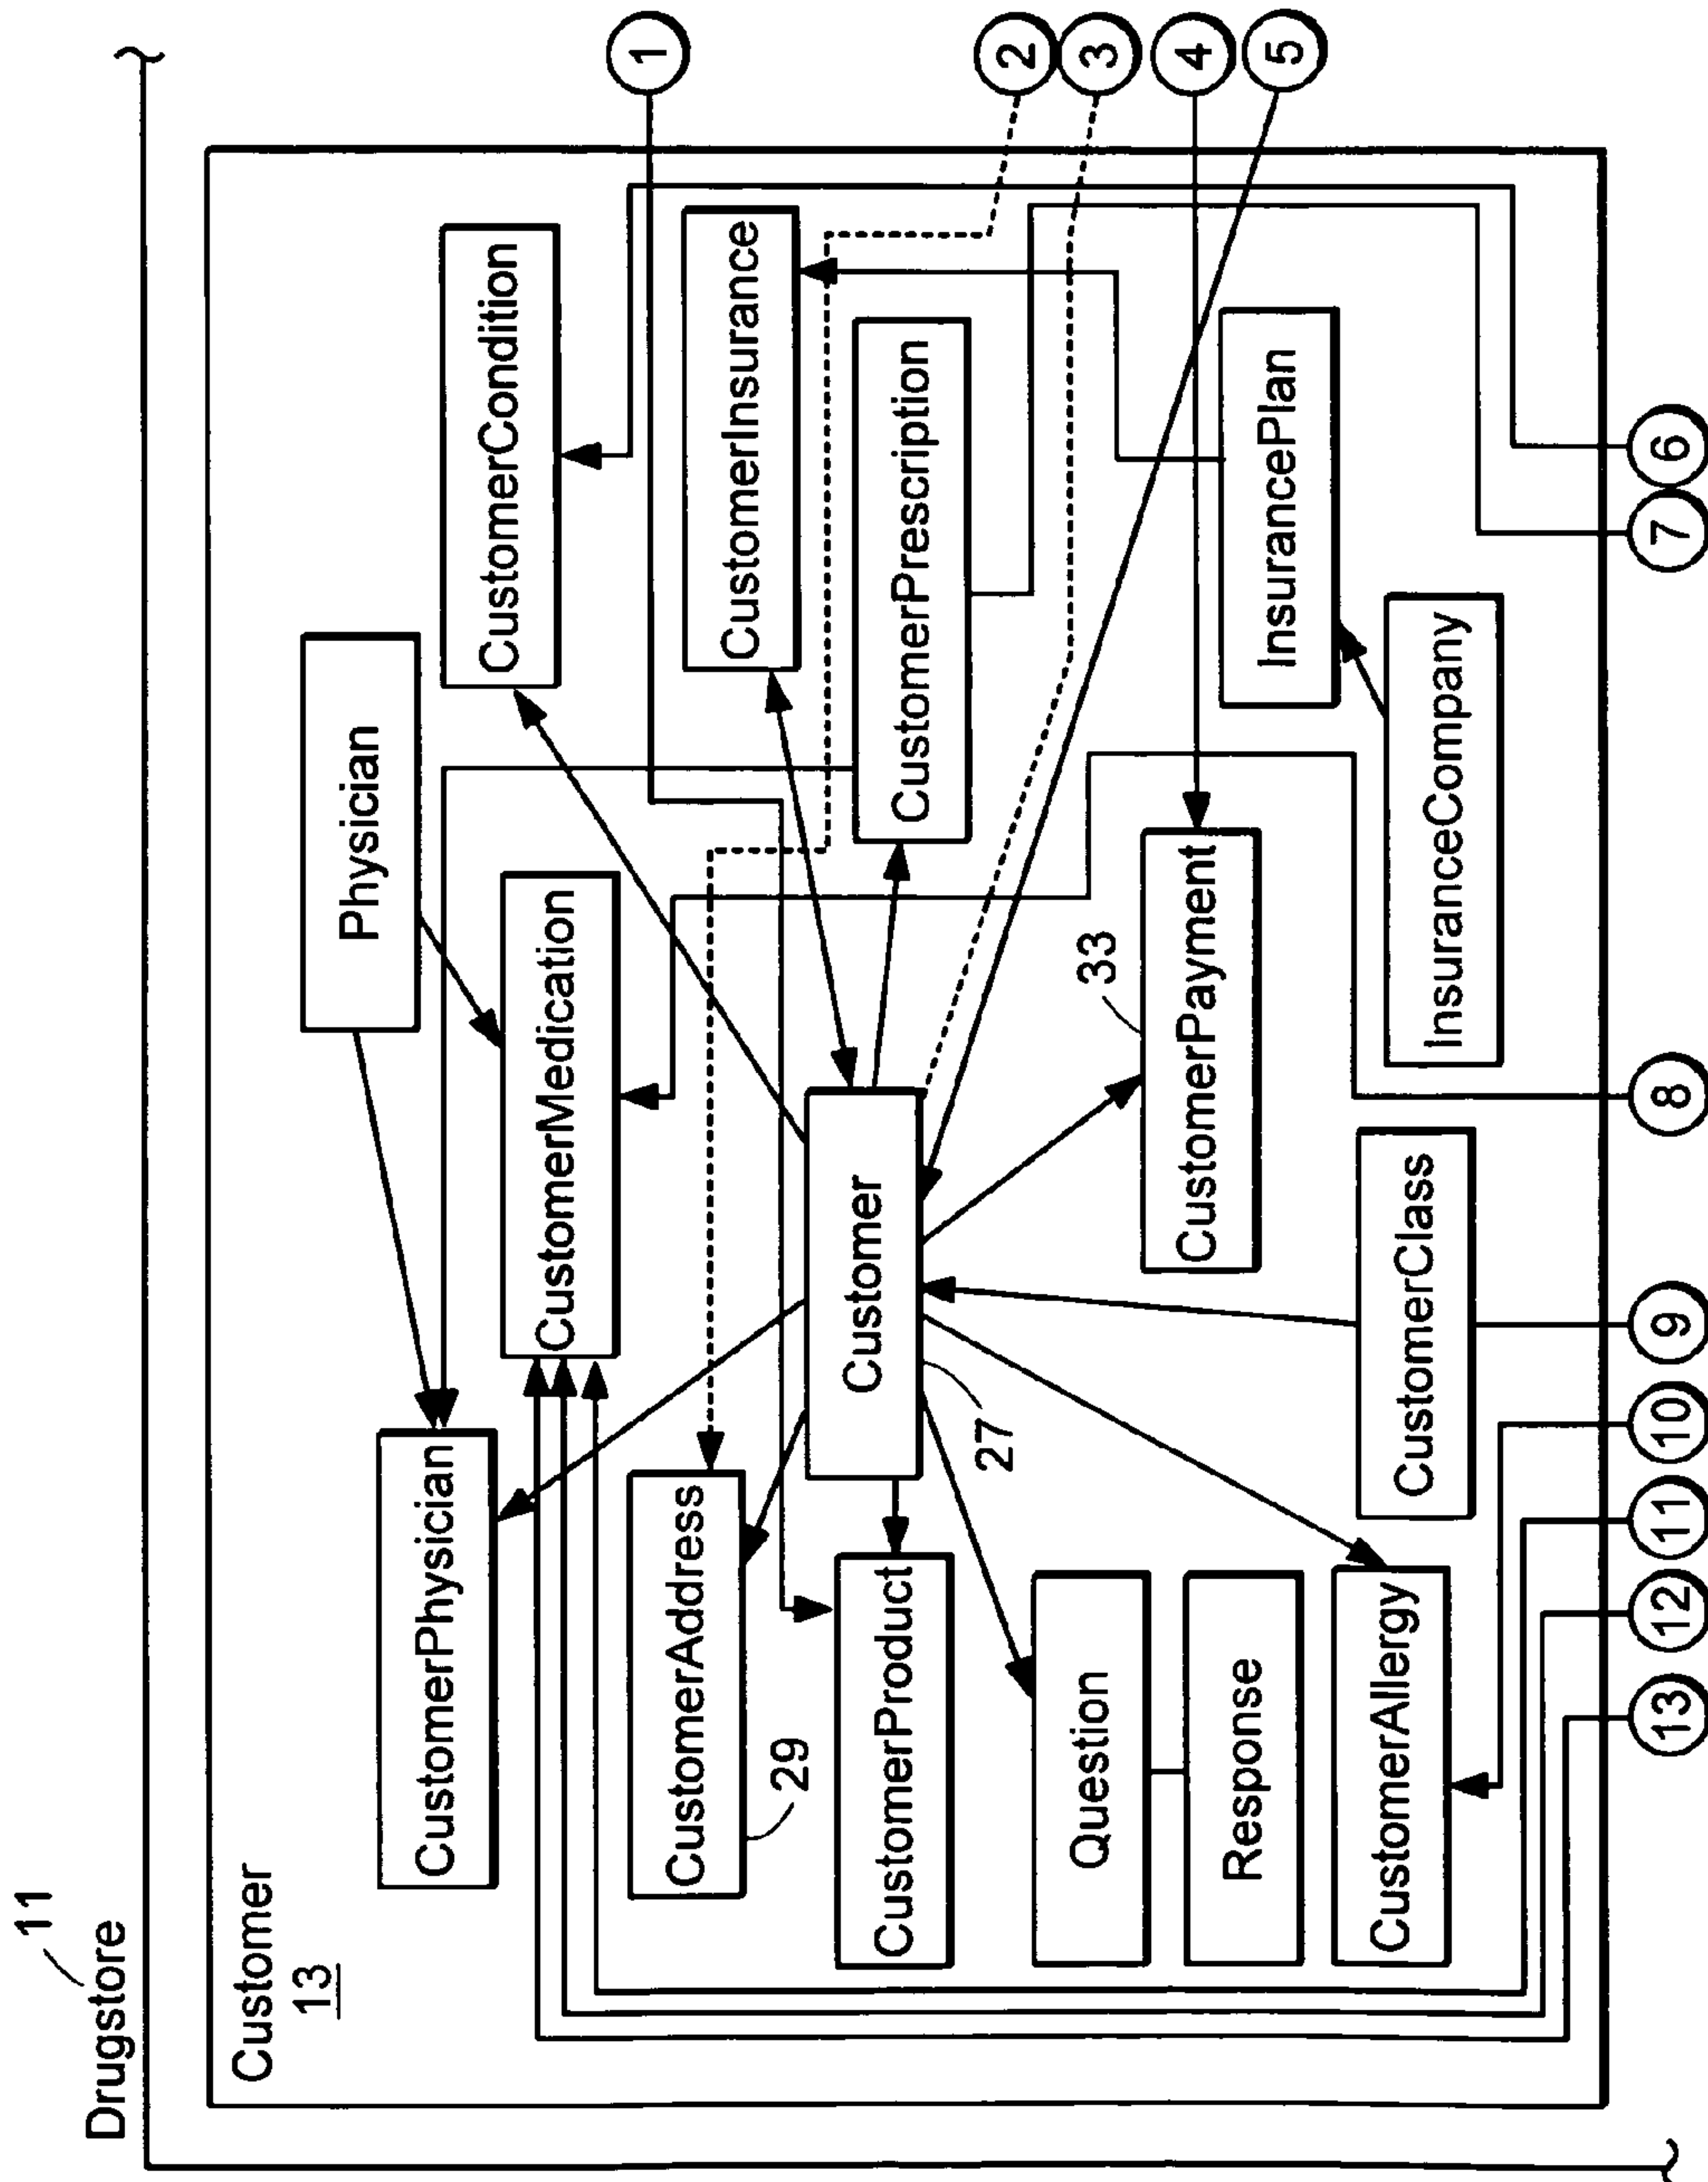 Drugstore 11
Customer
13
Physician
CustomerPhysician
CustomerCondition
CustomerMedication
CustomerAddress
29
CustomerInsurance
1
Customer
27
CustomerProduct
CustomerPrescription
2
3
Question
33
CustomerPayment
4
Response
InsurancePlan
5
CustomerAllergy
CustomerClass
InsuranceCompany
13
12
11
10
9
8
7
6